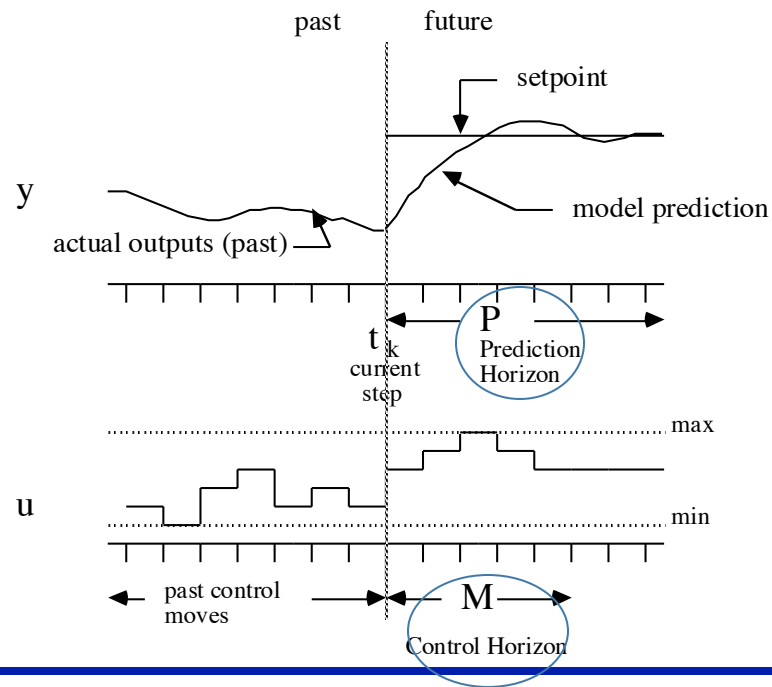 past future
setpoint
y
model prediction
actual outputs (past)
t k
current
step
P
Prediction
Horizon
max
u
min
past control
moves
M
Control Horizon